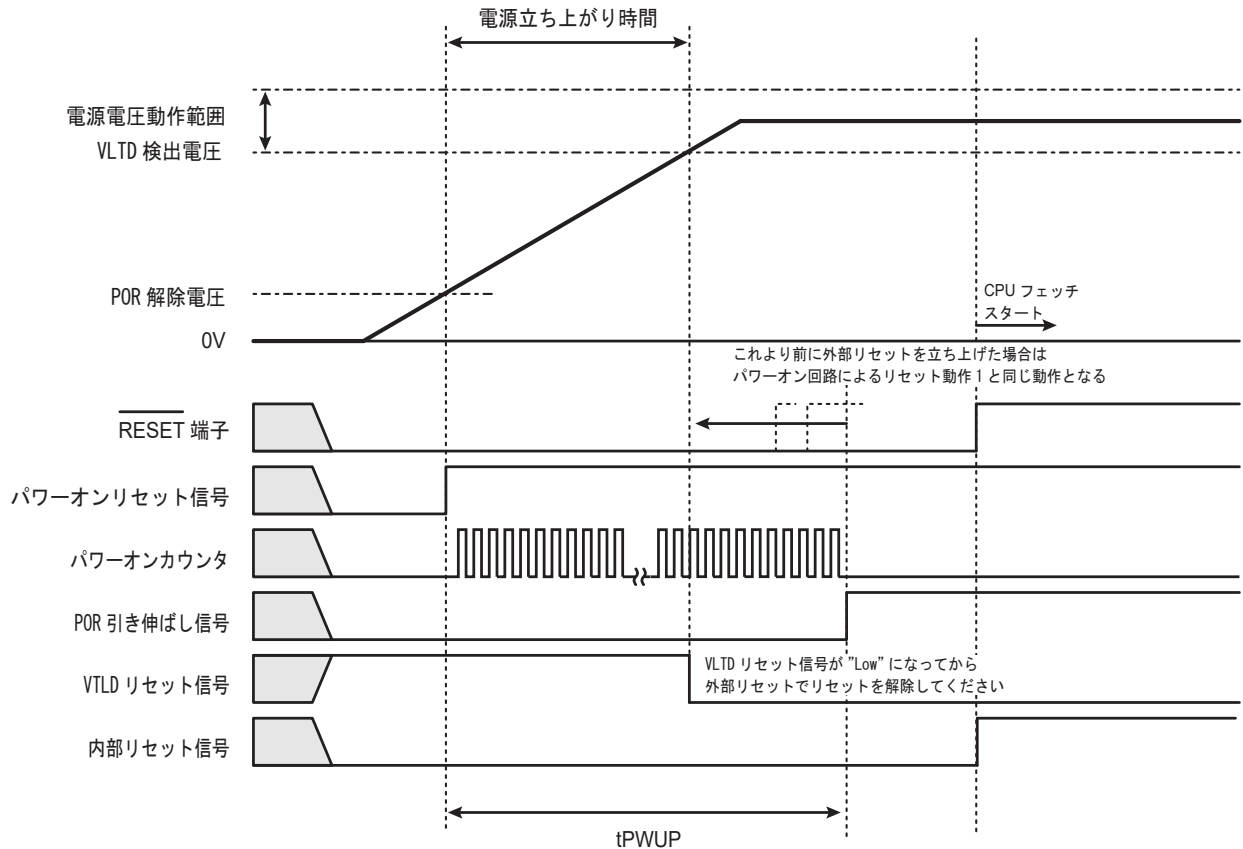 電源立ち上がり時間
電源電圧動作範囲
VLTD 検出電圧
POR 解除電圧
0V
CPU フェッチ
スタート
これより前に外部リセットを立ち上げた場合は
パワーオン回路によるリセット動作 1 と同じ動作となる
RESET 端子
パワーオンリセット信号
パワーオンカウンタ
POR 引き伸ばし信号
VTLD リセット信号
VLTD リセット信号が ”Low” になってから
外部リセットでリセットを解除してください
内部リセット信号
tPWUP